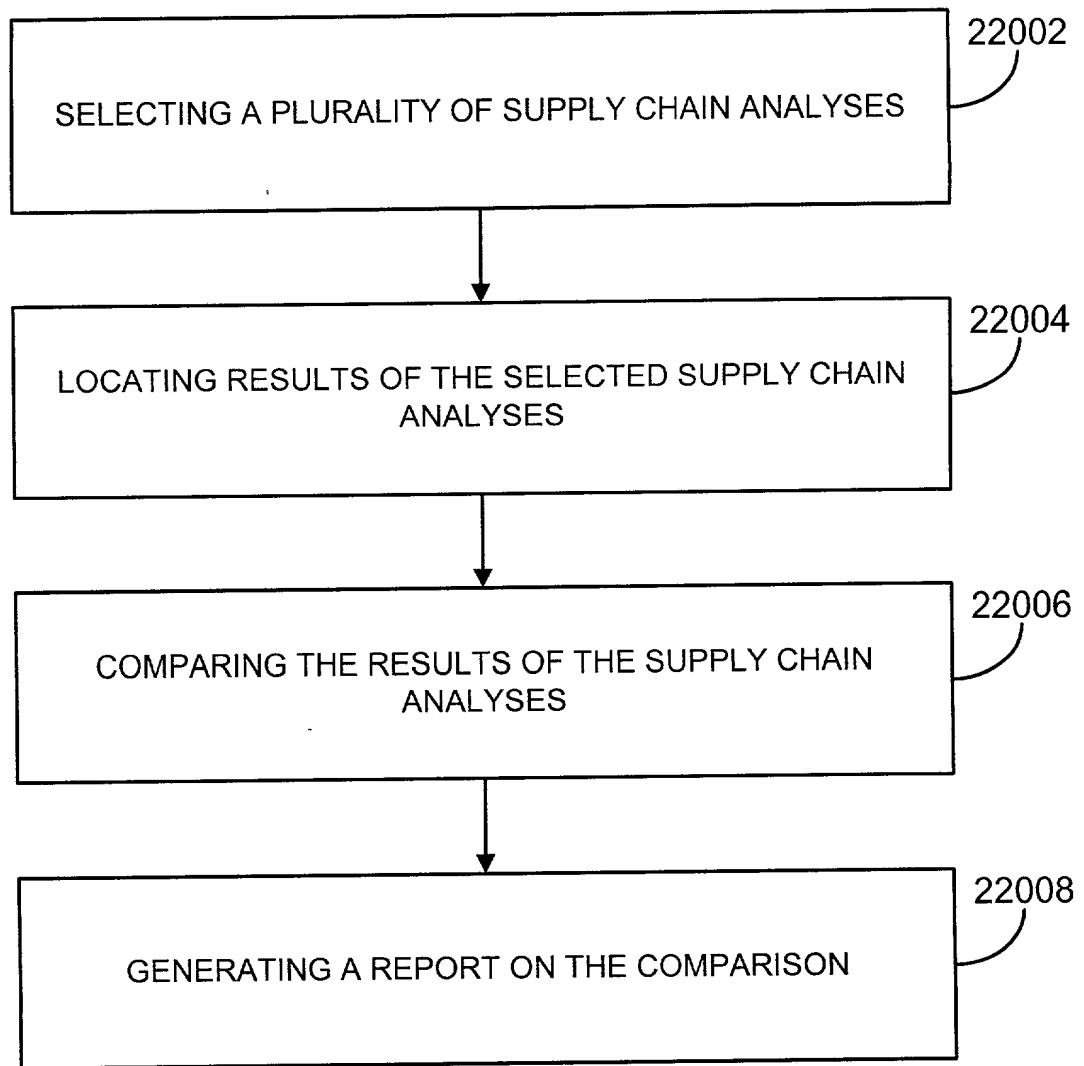 22002
SELECTING A PLURALITY OF SUPPLY CHAIN ANALYSES
22004
LOCATING RESULTS OF THE SELECTED SUPPLY CHAIN
ANALYSES
22006
COMPARING THE RESULTS OF THE SUPPLY CHAIN
ANALYSES
22008
GENERATING A REPORT ON THE COMPARISON